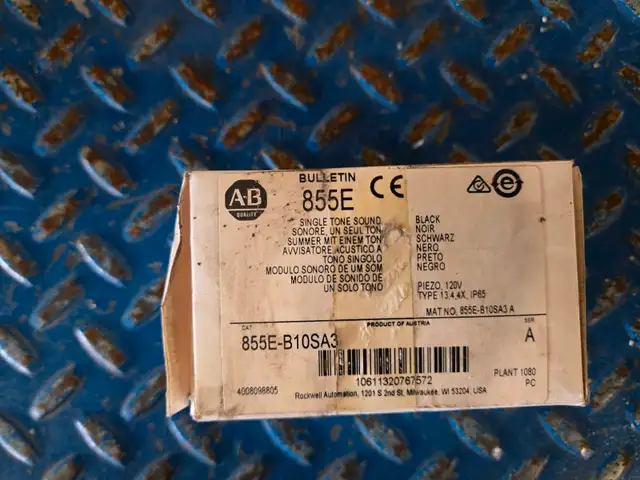 BULLETIN
A-B
QUALITY
855E CE
SINGLE TONE SOUND BLACK
SONORE, UN SEUL TON NOIR
SUMMER MIT EINEM TON SCHWARZ
AVVISATORE ACUSTICO A NERO
TONO SINGOLO PRETO
MODULO SONORO DE UM SOM NEGRO
MODULO DE SONIDO DE PIEZO, 120V
UN SOLO TONO TYPE 13,4,4X, IP65
MAT NO. 855E-B10SA3 A
PRODUCT OF AUSTRIA
CAT SER
855E-B10SA3 A
10611320767572
4008098805 PLANT 1080
PC
Rockwell Automation, 1201 S 2nd St, Milwaukee, WI 53204, USA